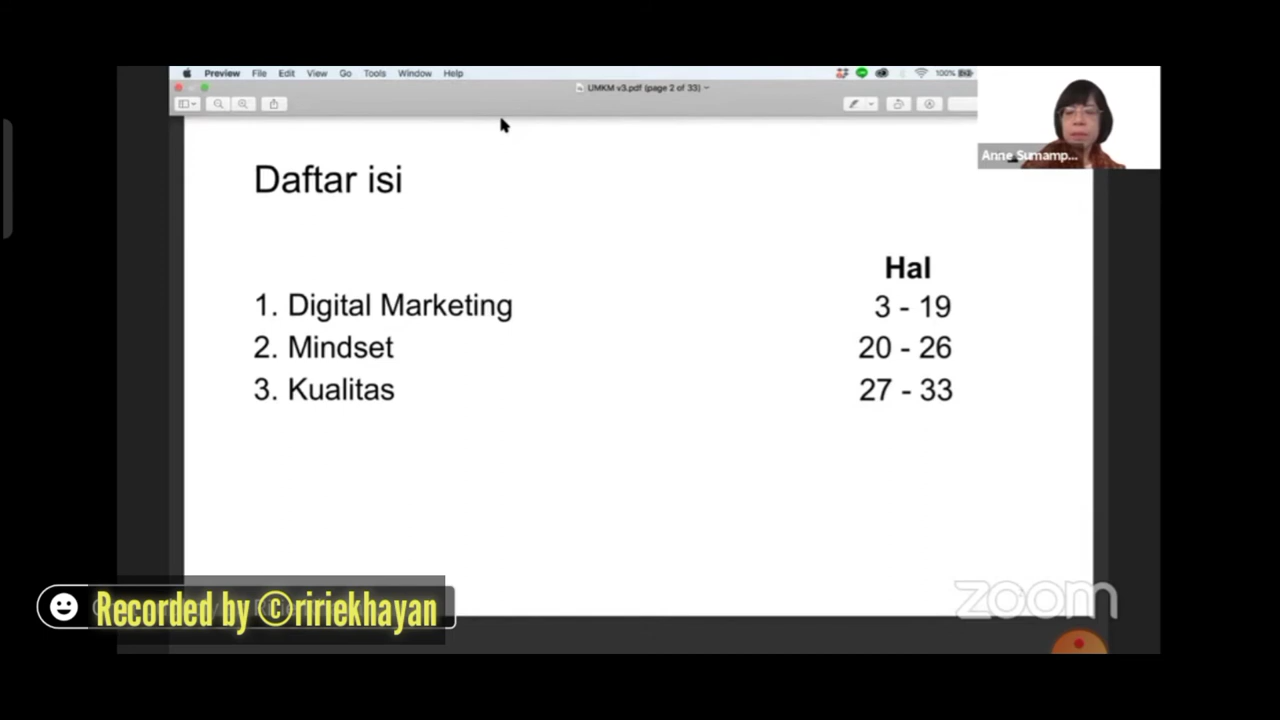 Preview File Edit View Go Tools Window Help 100%
UMKM v3.pdf (page 2 of 33)
Anne Sumamp...
Daftar isi
Hal
1. Digital Marketing 3 - 19
2. Mindset 20 - 26
3. Kualitas 27 - 33
zoom
Recorded by ©ririekhayan